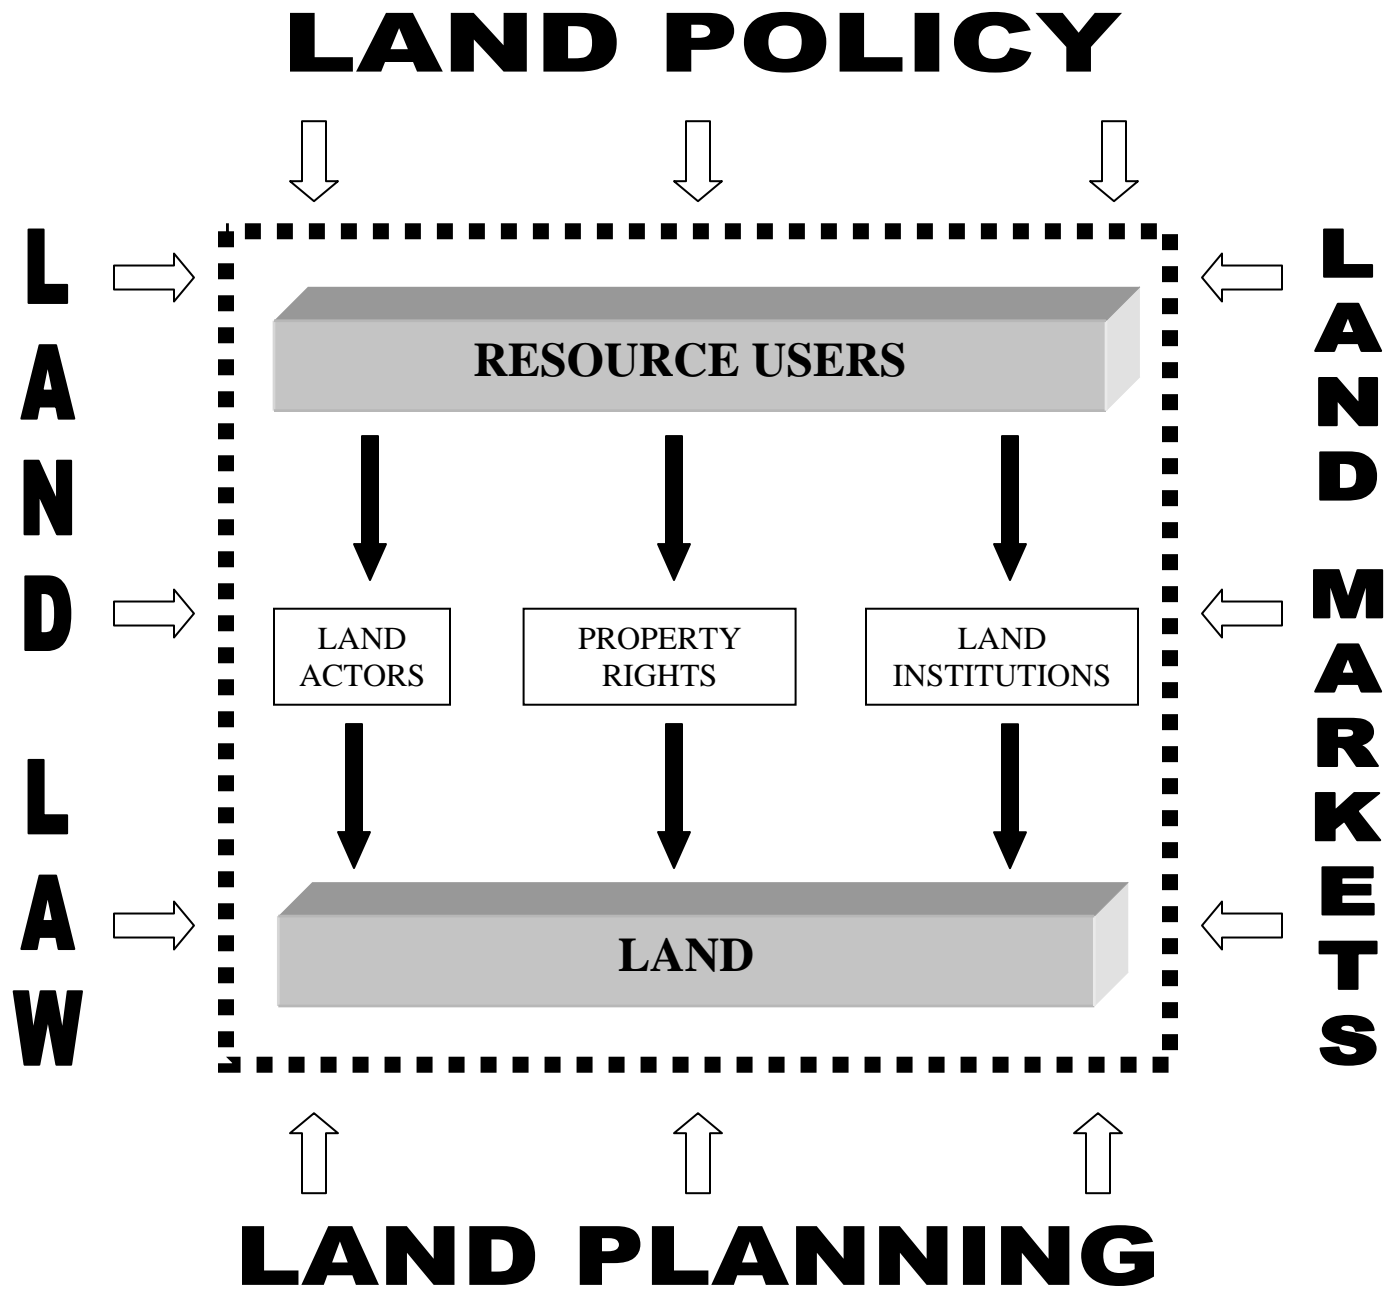 LAND POLICY
LAND LAW
RESOURCE USERS
LAND
ACTORS
PROPERTY
RIGHTS
LAND
INSTITUTIONS
LAND
LAND MARKETS
LAND PLANNING